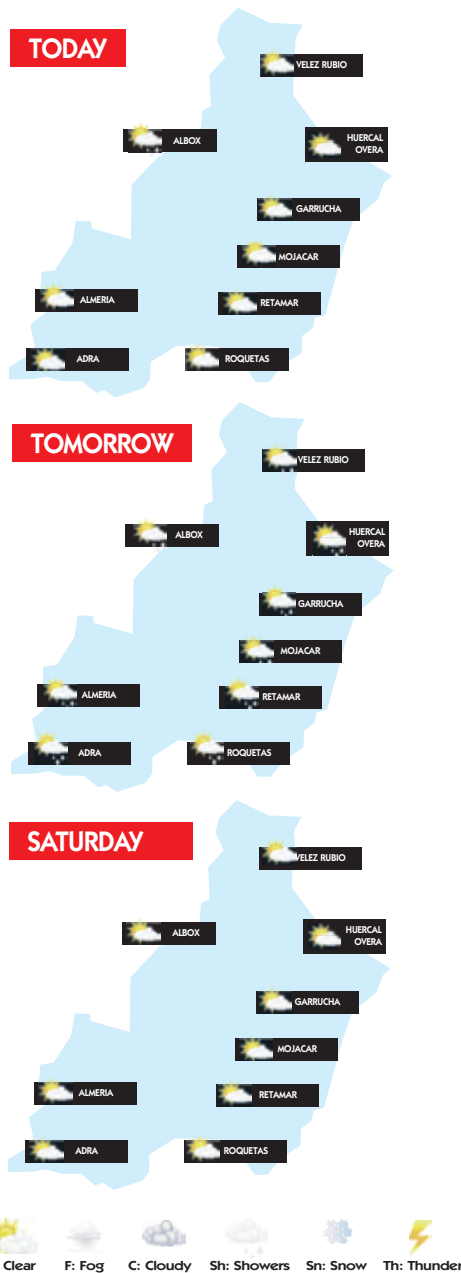 TODAY
VELEZ RUBIO
ALBOX
HUERCAL
OVERA
GARRUCHA
MOJACAR
ALMERIA
RETAMAR
ADRA
ROQUETAS
TOMORROW
VELEZ RUBIO
ALBOX
HUERCAL
OVERA
GARRUCHA
MOJACAR
ALMERIA
RETAMAR
ADRA
ROQUETAS
SATURDAY
VELEZ RUBIO
ALBOX
HUERCAL
OVERA
GARRUCHA
MOJACAR
ALMERIA
RETAMAR
ADRA
ROQUETAS
Clear F: Fog C: Cloudy Sh: Showers Sn: Snow Th: Thunder